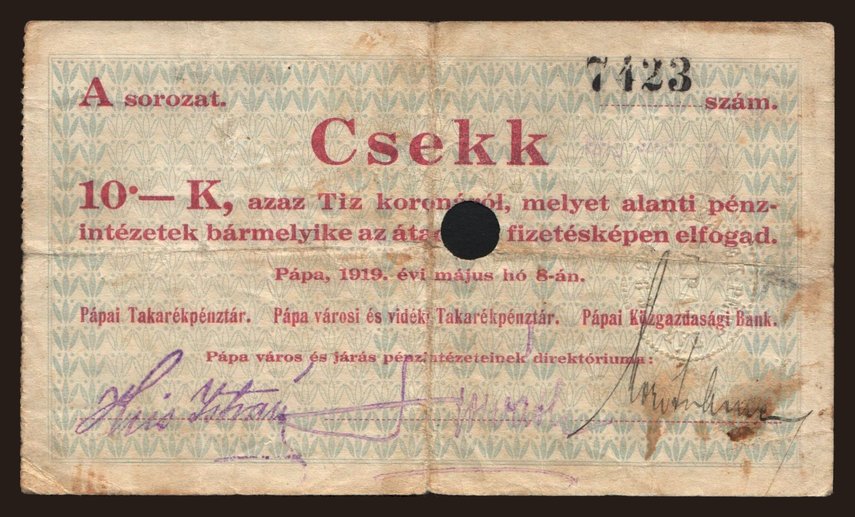 7423
A sorozat. szám.
Csekk
10·— K, azaz Tiz koronáról, melyet alanti pénz-
intézetek bármelyike az fizetésképen elfogad.
Pápa, 1919. évi május hó 8-án.
Pápai Takarékpénztár. Pápa városi és vidéki Takarékpénztár. Pápai Közgazdasági Bank.
Pápa város és járás pénzintézeteinek direktóriuma:
Kis István